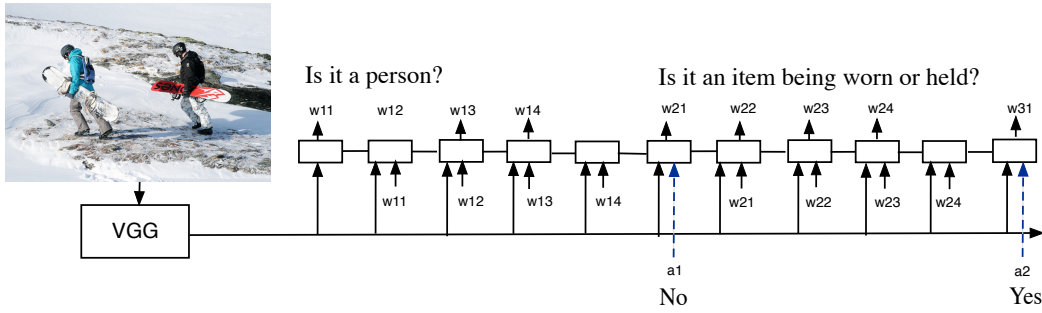 Is it a person?
Is it an item being worn or held?
w11 w12 w13 w14 w21 w22 w23 w24 w31
w11 w12 w13 w14 w21 w22 w23 w24
VGG
a1 a2
No Yes